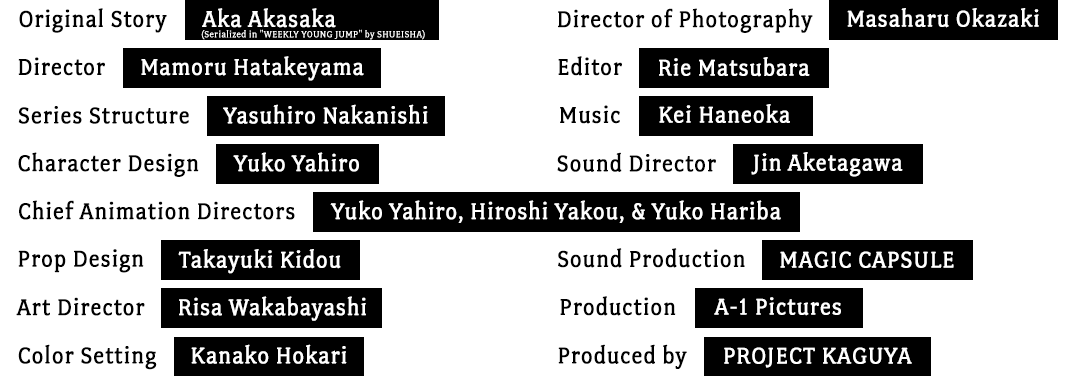 Original Story Aka Akasaka
(Serialized in "WEEKLY YOUNG JUMP" by SHUEISHA)
Director Mamoru Hatakeyama
Series Structure Yasuhiro Nakanishi
Character Design Yuko Yahiro
Chief Animation Directors Yuko Yahiro, Hiroshi Yakou, & Yuko Hariba
Prop Design Takayuki Kidou
Art Director Risa Wakabayashi
Color Setting Kanako Hokari
Director of Photography Masaharu Okazaki
Editor Rie Matsubara
Music Kei Haneoka
Sound Director Jin Aketagawa
Sound Production MAGIC CAPSULE
Production A-1 Pictures
Produced by PROJECT KAGUYA